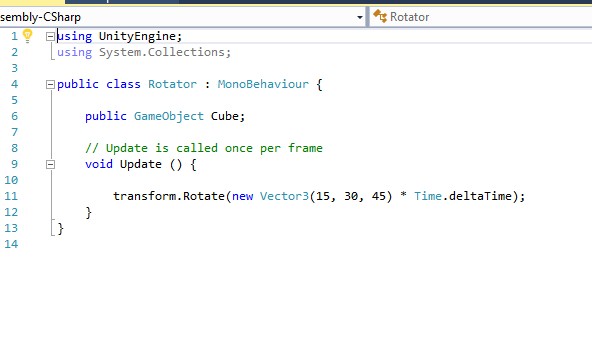 sembly-CSharp
Rotator
1 using UnityEngine;
2 using System.Collections;
3
4 public class Rotator : MonoBehaviour {
5
6 public GameObject Cube;
7
8 // Update is called once per frame
9 void Update () {
10
11 transform.Rotate(new Vector3(15, 30, 45) * Time.deltaTime);
12 }
13 }
14